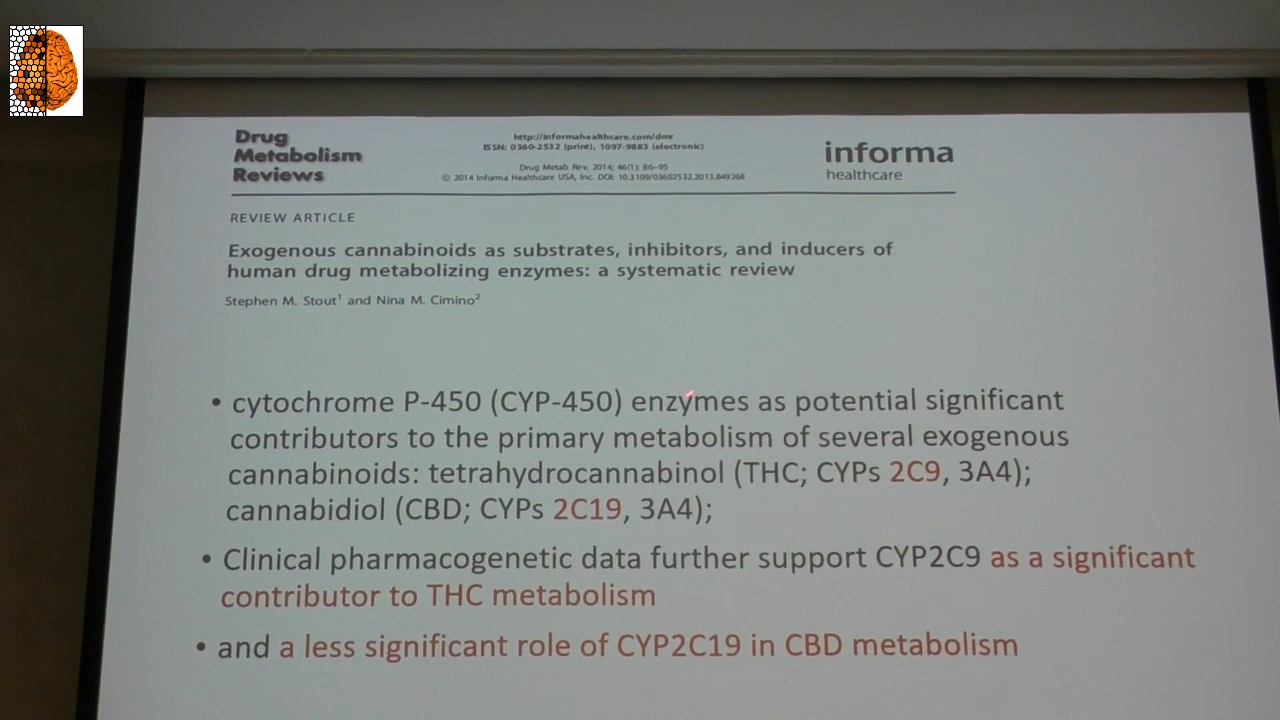 Drug
Metabolism
Reviews
http://informahealthcare.com/dmr
ISSN: 0360-2532 (print), 1097-9883 (electronic)
Drug Metab Rev, 2014; 46(1): 86–95
© 2014 Informa Healthcare USA, Inc. DOI: 10.3109/03602532.2013.849268
informa
healthcare
REVIEW ARTICLE
Exogenous cannabinoids as substrates, inhibitors, and inducers of
human drug metabolizing enzymes: a systematic review
Stephen M. Stout¹ and Nina M. Cimino²
• cytochrome P-450 (CYP-450) enzymes as potential significant
contributors to the primary metabolism of several exogenous
cannabinoids: tetrahydrocannabinol (THC; CYPs 2C9, 3A4);
cannabidiol (CBD; CYPs 2C19, 3A4);
• Clinical pharmacogenetic data further support CYP2C9 as a significant
contributor to THC metabolism
• and a less significant role of CYP2C19 in CBD metabolism